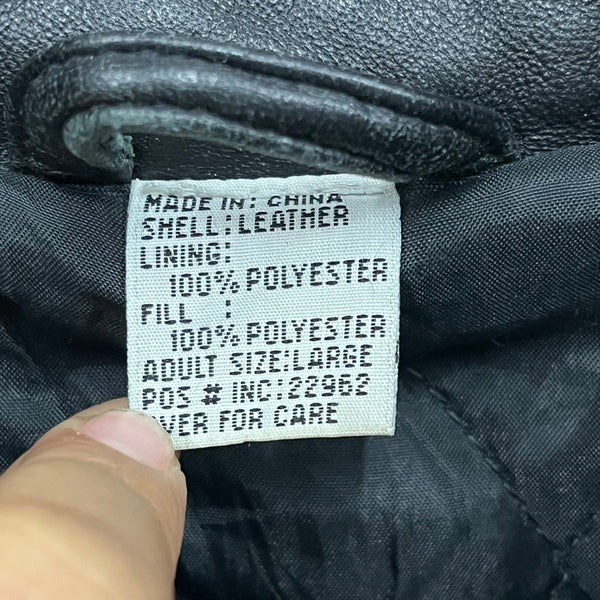 MADE IN: CHINA
SHELL: LEATHER
LINING:
100% POLYESTER
FILL :
100% POLYESTER
ADULT SIZE:LARGE
POS # INC:22962
VER FOR CARE